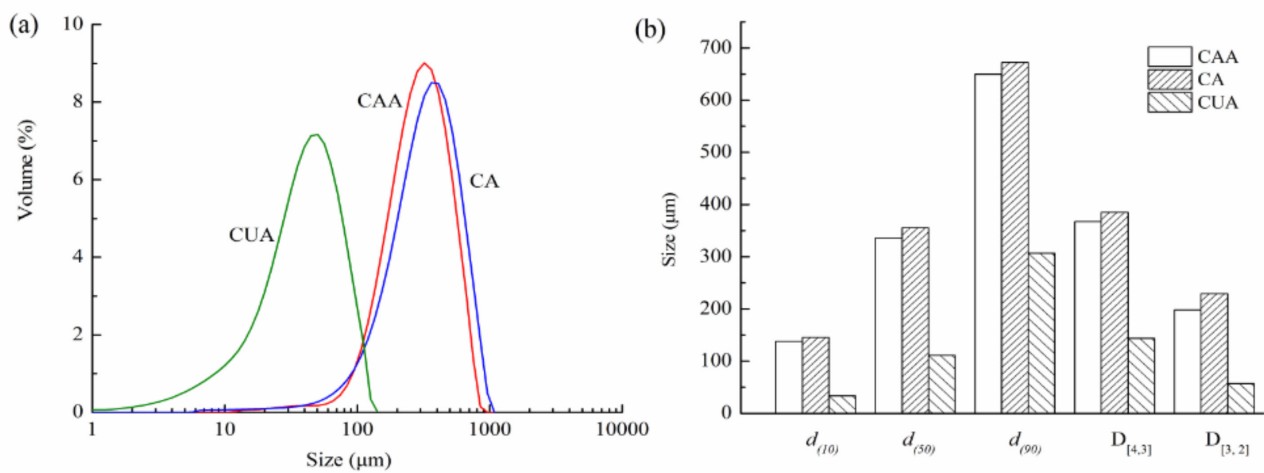 (a)
10
8
6
4
2
0
Volume (%)
CAA
CA
CUA
1
10
100
1000
10000
Size (μm)
(b)
700
600
500
400
300
200
100
0
Size (μm)
CAA
CA
CUA
d(10)
d(50)
d(90)
D[4,3]
D[3, 2]